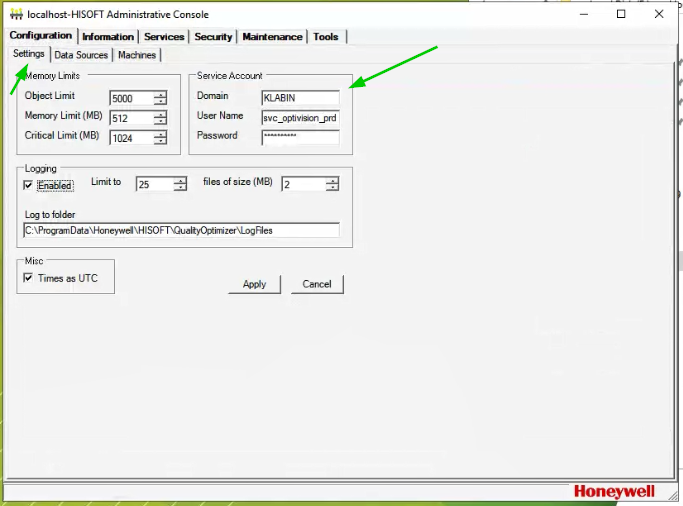 localhost-HISOFT Administrative Console
Configuration Information Services Security Maintenance Tools
Settings Data Sources Machines
Memory Limits
Object Limit 5000
Memory Limit (MB) 512
Critical Limit (MB) 1024
Service Account
Domain KLABIN
User Name svc_optivision_prd
Password **********
Logging
Enabled Limit to 25 files of size (MB) 2
Log to folder
C:\ProgramData\Honeywell\HISOFT\QualityOptimizer\LogFiles
Misc
Times as UTC
Apply Cancel
Honeywell